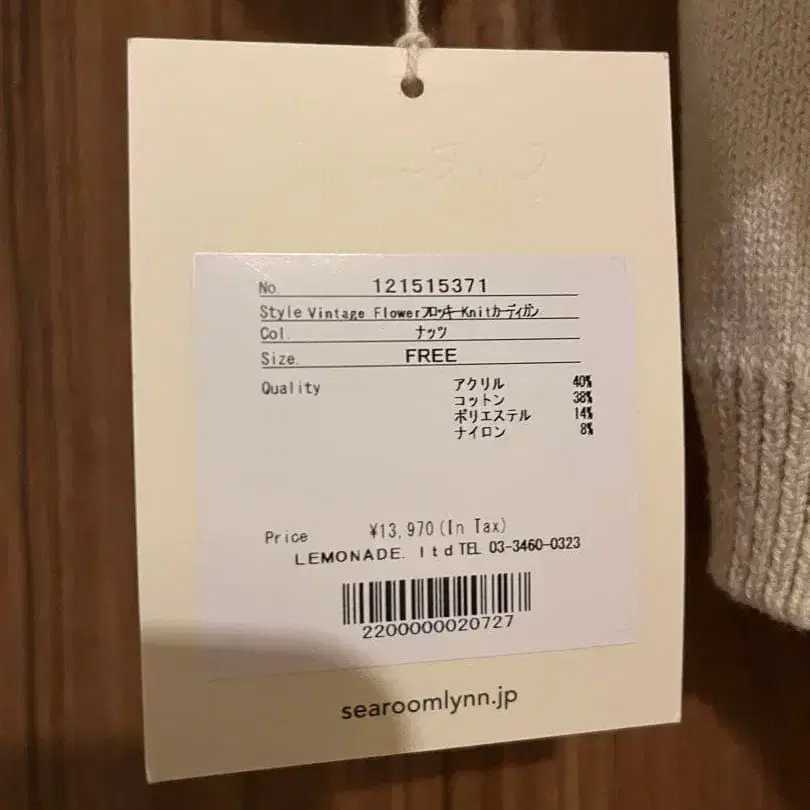 No. 121515371
Style Vintage Flowerフロッキー Knitカーディガン
Col. ナッツ
Size. FREE
Quality アクリル 40%
コットン 38%
ポリエステル 14%
ナイロン 8%
Price ¥13,970(In Tax)
LEMONADE. ltd TEL 03-3460-0323
2200000020727
searoomlynn.jp